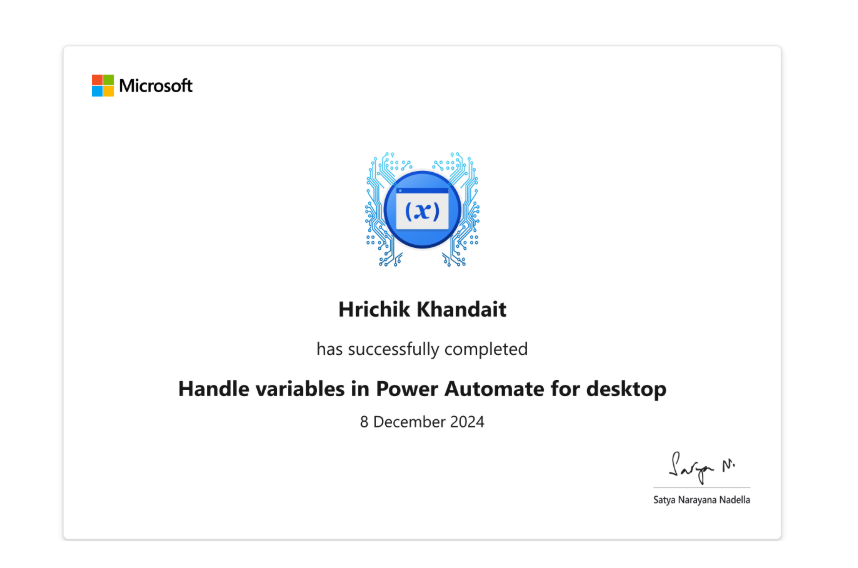 Microsoft
(x)
Hrichik Khandait
has successfully completed
Handle variables in Power Automate for desktop
8 December 2024
Satya N.
Satya Narayana Nadella